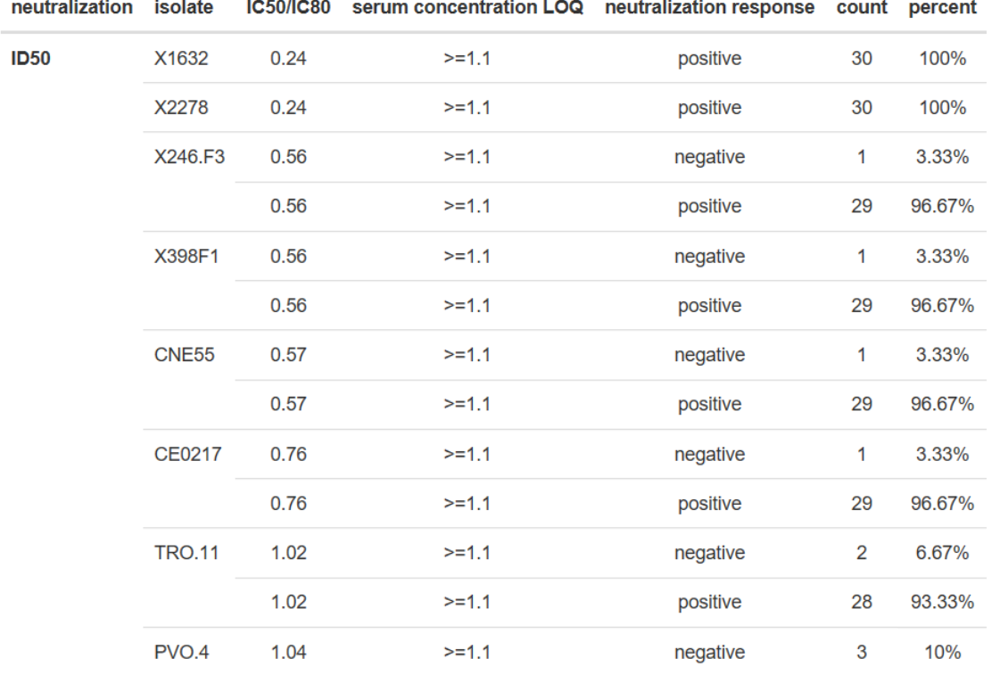 neutralization isolate IC50/IC80 serum concentration LOQ neutralization response count percent
ID50 X1632 0.24 >=1.1 positive 30 100%
X2278 0.24 >=1.1 positive 30 100%
X246.F3 0.56 >=1.1 negative 1 3.33%
0.56 >=1.1 positive 29 96.67%
X398F1 0.56 >=1.1 negative 1 3.33%
0.56 >=1.1 positive 29 96.67%
CNE55 0.57 >=1.1 negative 1 3.33%
0.57 >=1.1 positive 29 96.67%
CE0217 0.76 >=1.1 negative 1 3.33%
0.76 >=1.1 positive 29 96.67%
TRO.11 1.02 >=1.1 negative 2 6.67%
1.02 >=1.1 positive 28 93.33%
PVO.4 1.04 >=1.1 negative 3 10%